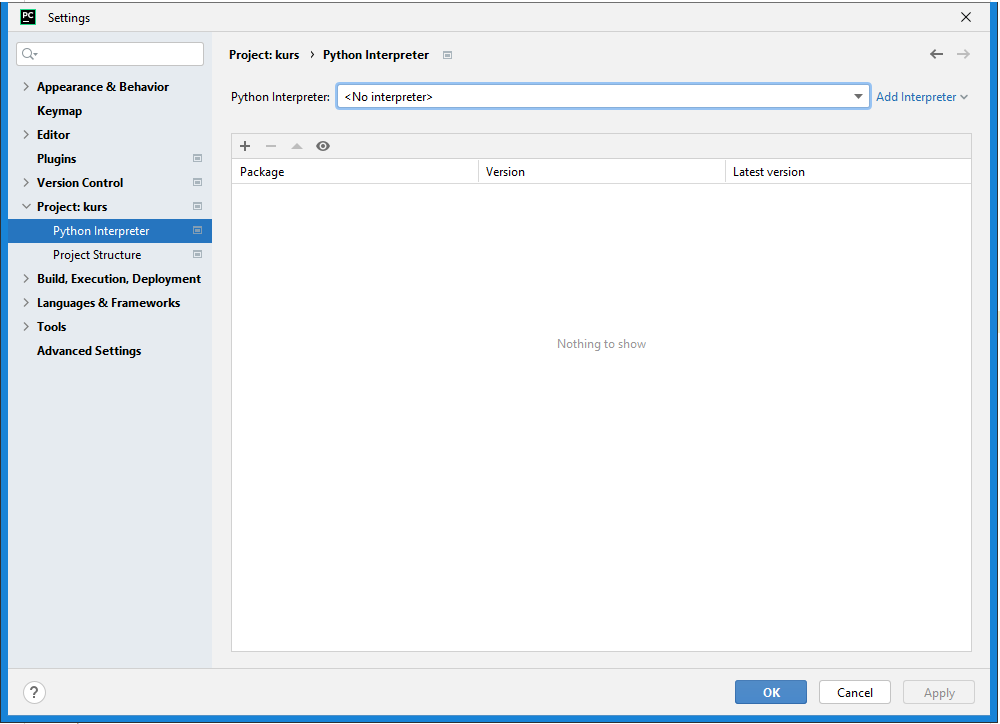 PC Settings
Project: kurs › Python Interpreter
Appearance & Behavior
Keymap
Editor
Plugins
Version Control
Project: kurs
Python Interpreter
Project Structure
Build, Execution, Deployment
Languages & Frameworks
Tools
Advanced Settings
Python Interpreter: <No interpreter> Add Interpreter
Package Version Latest version
Nothing to show
? OK Cancel Apply